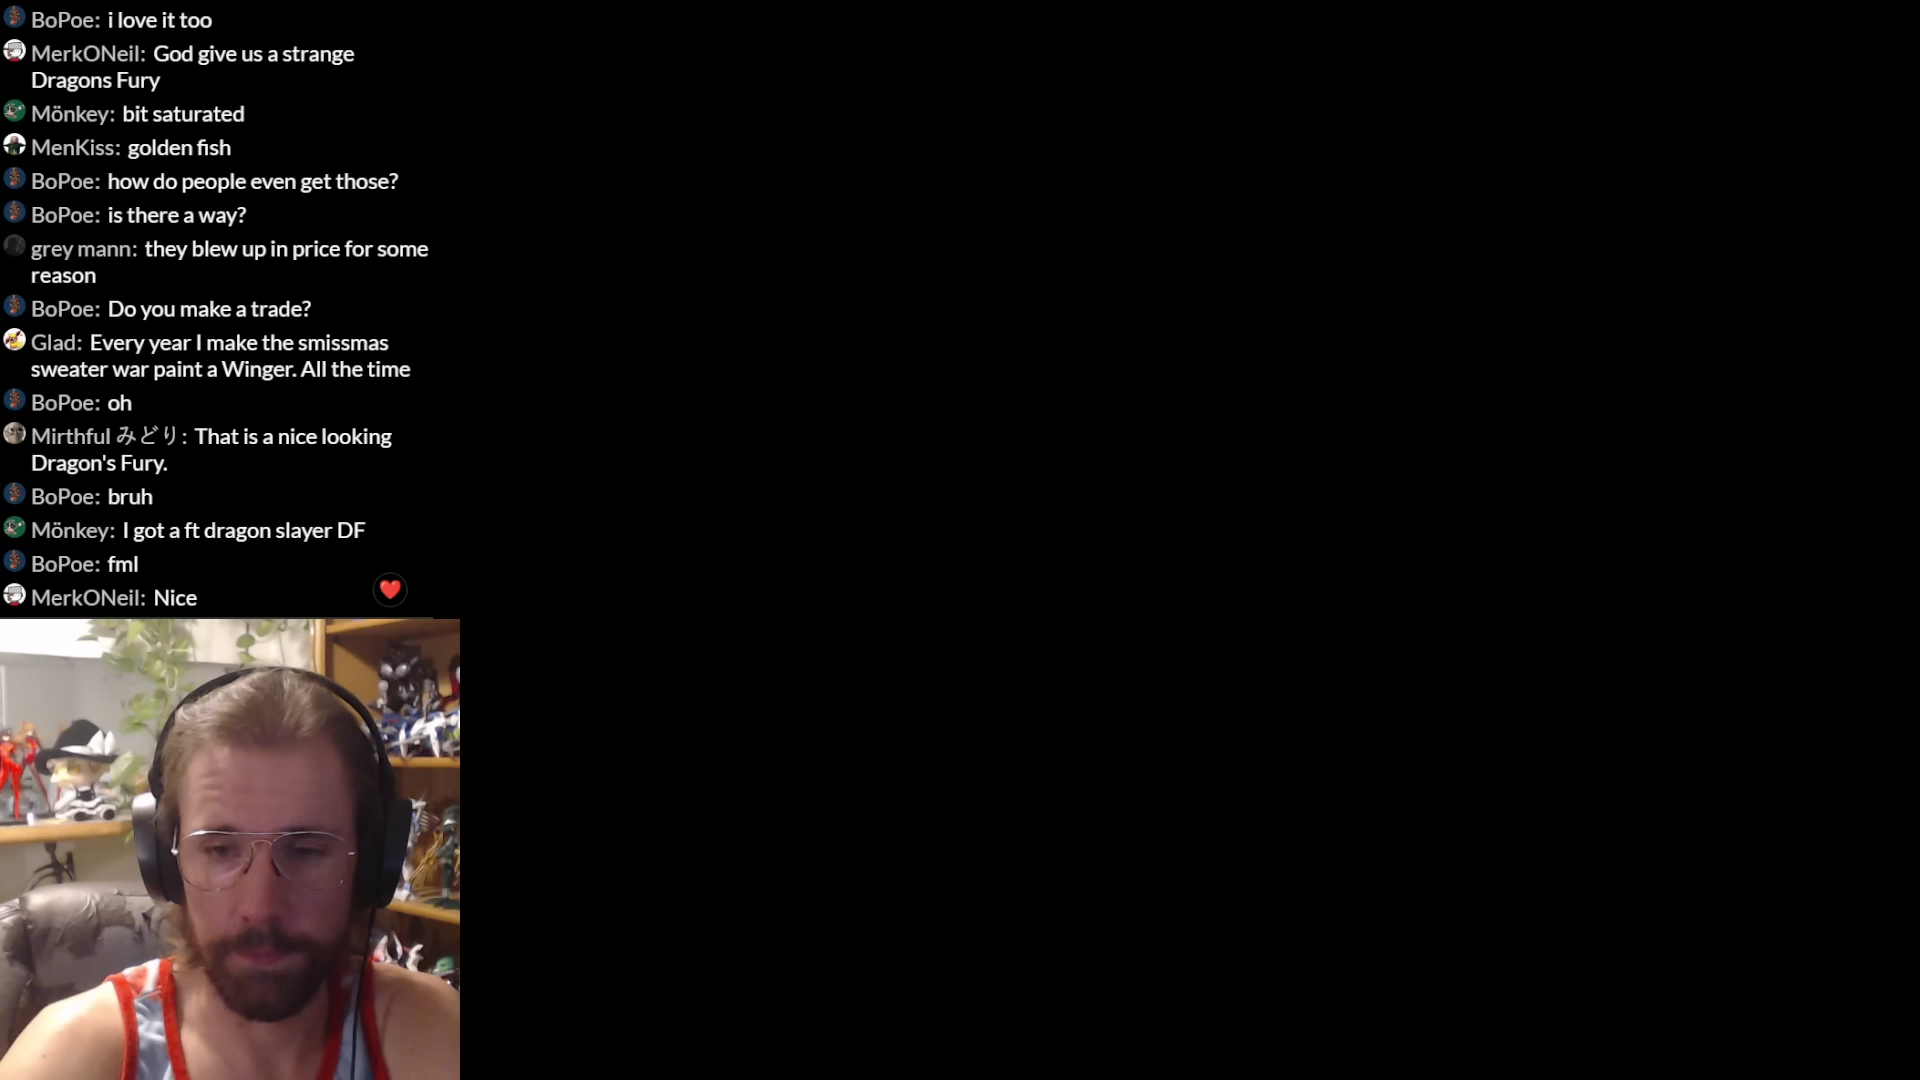 BoPoe: i love it too
MerkONeil: God give us a strange
Dragons Fury
Mönkey: bit saturated
MenKiss: golden fish
BoPoe: how do people even get those?
BoPoe: is there a way?
grey mann: they blew up in price for some
reason
BoPoe: Do you make a trade?
Glad: Every year I make the smissmas
sweater war paint a Winger. All the time
BoPoe: oh
Mirthful みどり: That is a nice looking
Dragon's Fury.
BoPoe: bruh
Mönkey: I got a ft dragon slayer DF
BoPoe: fml
MerkONeil: Nice